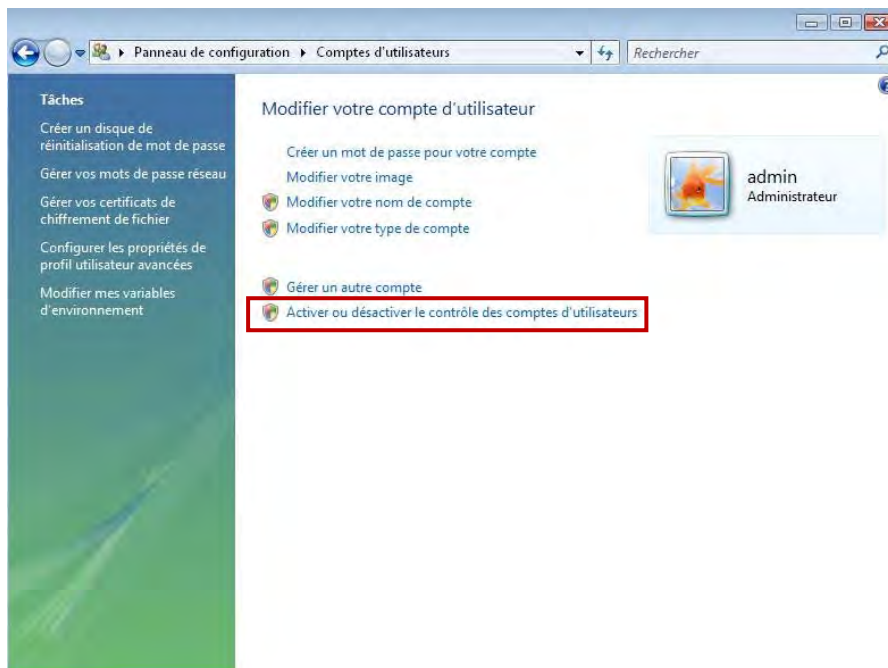 Panneau de configuration Comptes d'utilisateurs
Rechercher
Tâches
Créer un disque de
réinitialisation de mot de passe
Gérer vos mots de passe réseau
Gérer vos certificats de
chiffrement de fichier
Configurer les propriétés de
profil utilisateur avancées
Modifier mes variables
d'environnement
Modifier votre compte d'utilisateur
Créer un mot de passe pour votre compte
Modifier votre image
Modifier votre nom de compte
Modifier votre type de compte
Gérer un autre compte
Activer ou désactiver le contrôle des comptes d'utilisateurs
admin
Administrateur